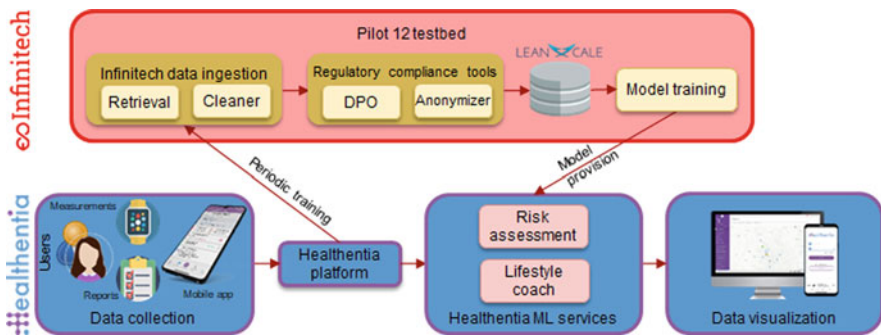 Infinitech
Pilot 12 testbed
Infinitech data ingestion
Retrieval
Cleaner
Regulatory compliance tools
DPO
Anonymizer
LEANXCALE
Model training
Periodic training
Model
provision
Healthentia
Users
Measurements
Reports
Mobile app
Data collection
Healthentia
platform
Risk
assessment
Lifestyle
coach
Healthentia ML services
Data visualization